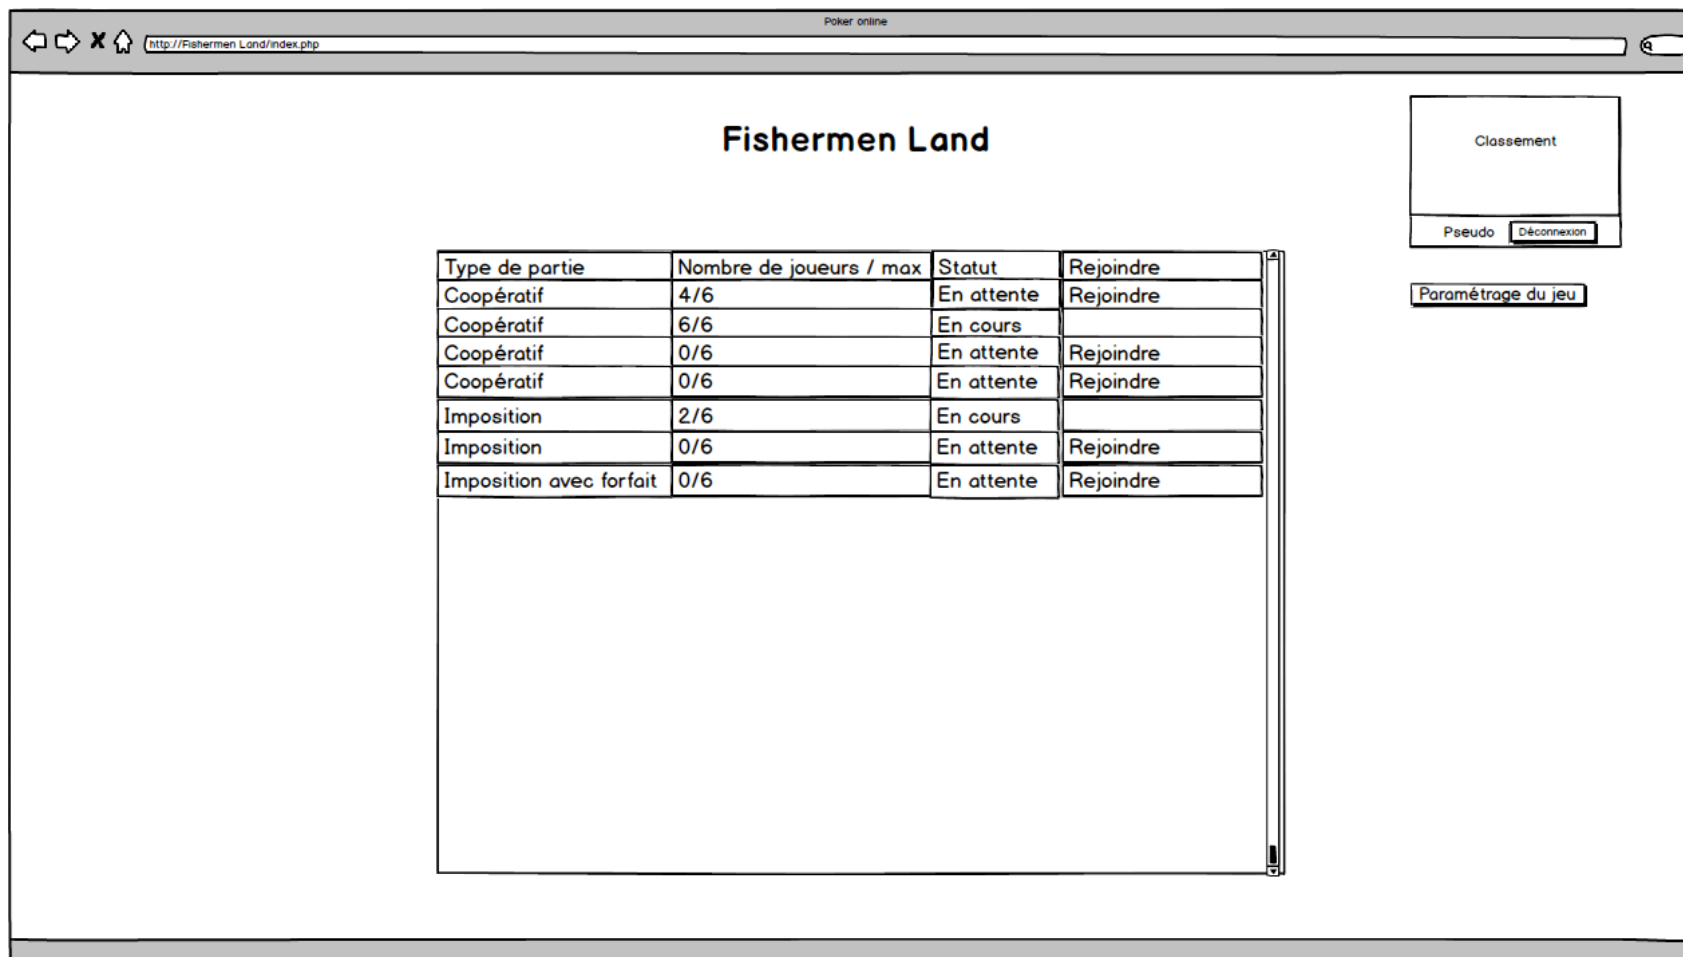 Poker online
http://Fishermen Land/index.php
Fishermen Land
Classement
Pseudo Déconnexion
Paramétrage du jeu
Type de partie Nombre de joueurs / max Statut Rejoindre
Coopératif 4/6 En attente Rejoindre
Coopératif 6/6 En cours
Coopératif 0/6 En attente Rejoindre
Coopératif 0/6 En attente Rejoindre
Imposition 2/6 En cours
Imposition 0/6 En attente Rejoindre
Imposition avec forfait 0/6 En attente Rejoindre